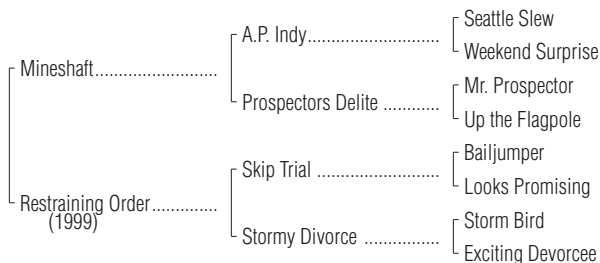 Seattle Slew
A.P. Indy..............................
Weekend Surprise
Mineshaft..........................
Mr. Prospector
Prospectors Delite ............
Up the Flagpole
Bailjumper
Skip Trial ..........................
Looks Promising
Restraining Order..............
(1999)
Storm Bird
Stormy Divorce ................
Exciting Devorcee